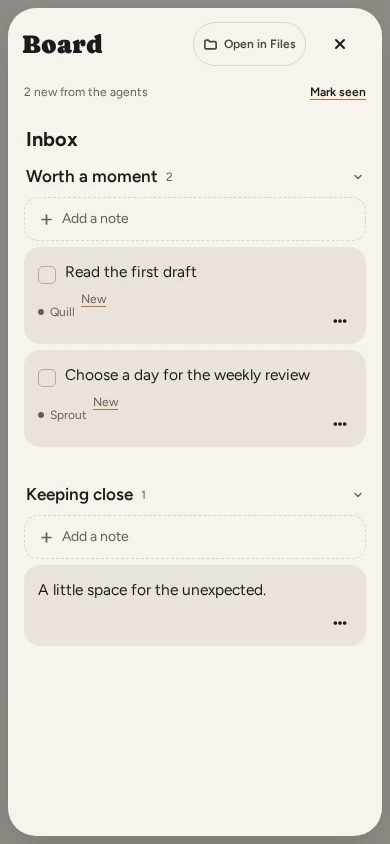 Board
Open in Files
2 new from the agents
Mark seen
Inbox
Worth a moment 2
Add a note
Read the first draft
New
Quill
Choose a day for the weekly review
New
Sprout
Keeping close 1
Add a note
A little space for the unexpected.